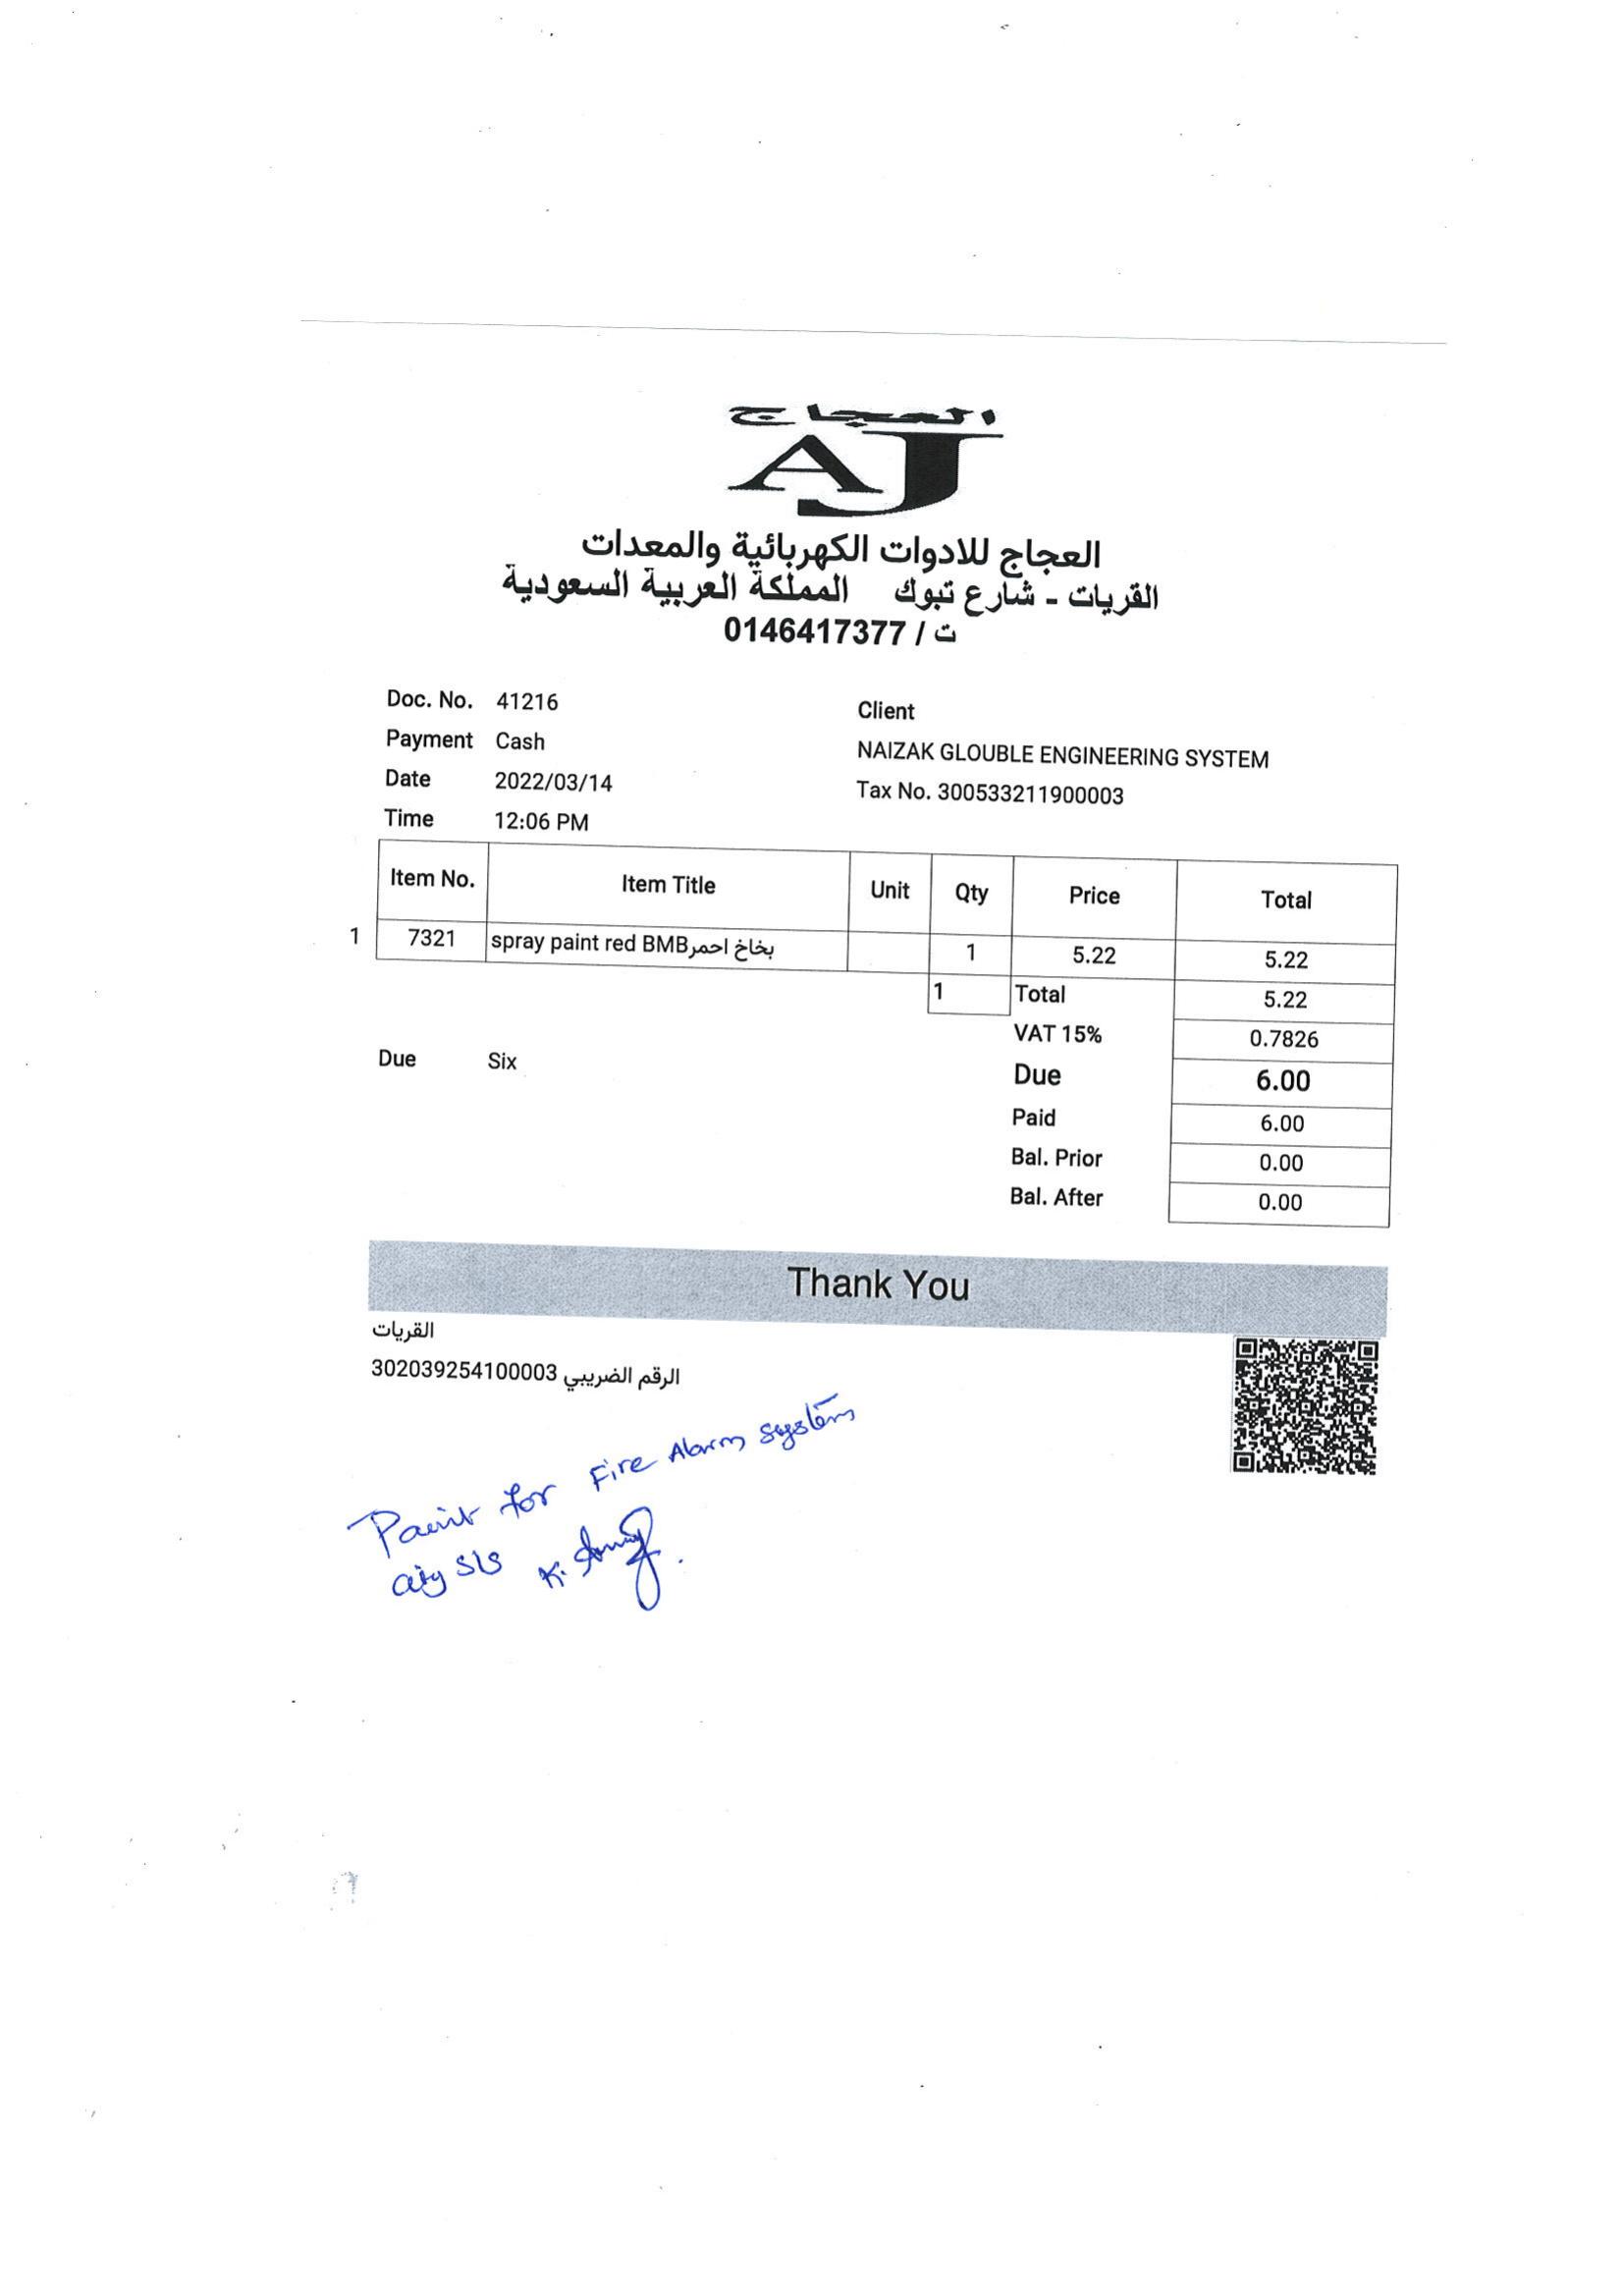 العجاج
AJ
العجاج للادوات الكهربائية والمعدات
القريات - شارع تبوك المملكة العربية السعودية
ت / 0146417377
Doc. No. 41216
Payment Cash
Date 2022/03/14
Time 12:06 PM
Client
NAIZAK GLOUBLE ENGINEERING SYSTEM
Tax No. 300533211900003
Item No. Item Title Unit Qty Price Total
1 7321 spray paint red BMBبخاخ احمر 1 5.22 5.22
1 Total 5.22
VAT 15% 0.7826
Due Six
Due 6.00
Paid 6.00
Bal. Prior 0.00
Bal. After 0.00
Thank You
القريات
الرقم الضريبي 302039254100003
Paint for Fire Alarm system
S/S K.